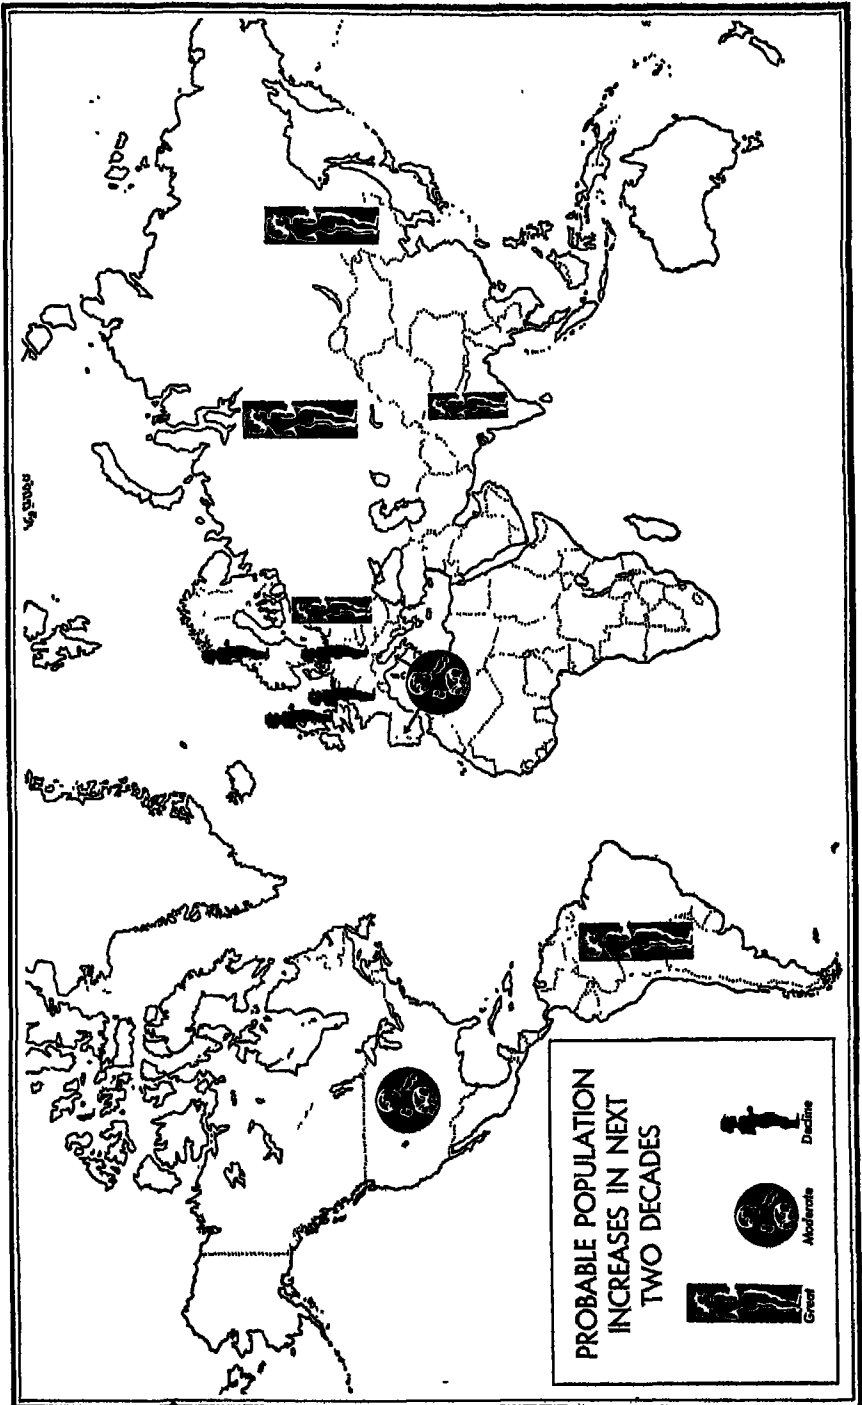 PROBABLE POPULATION
INCREASES IN NEXT
TWO DECADES
Great
Moderate
Decline